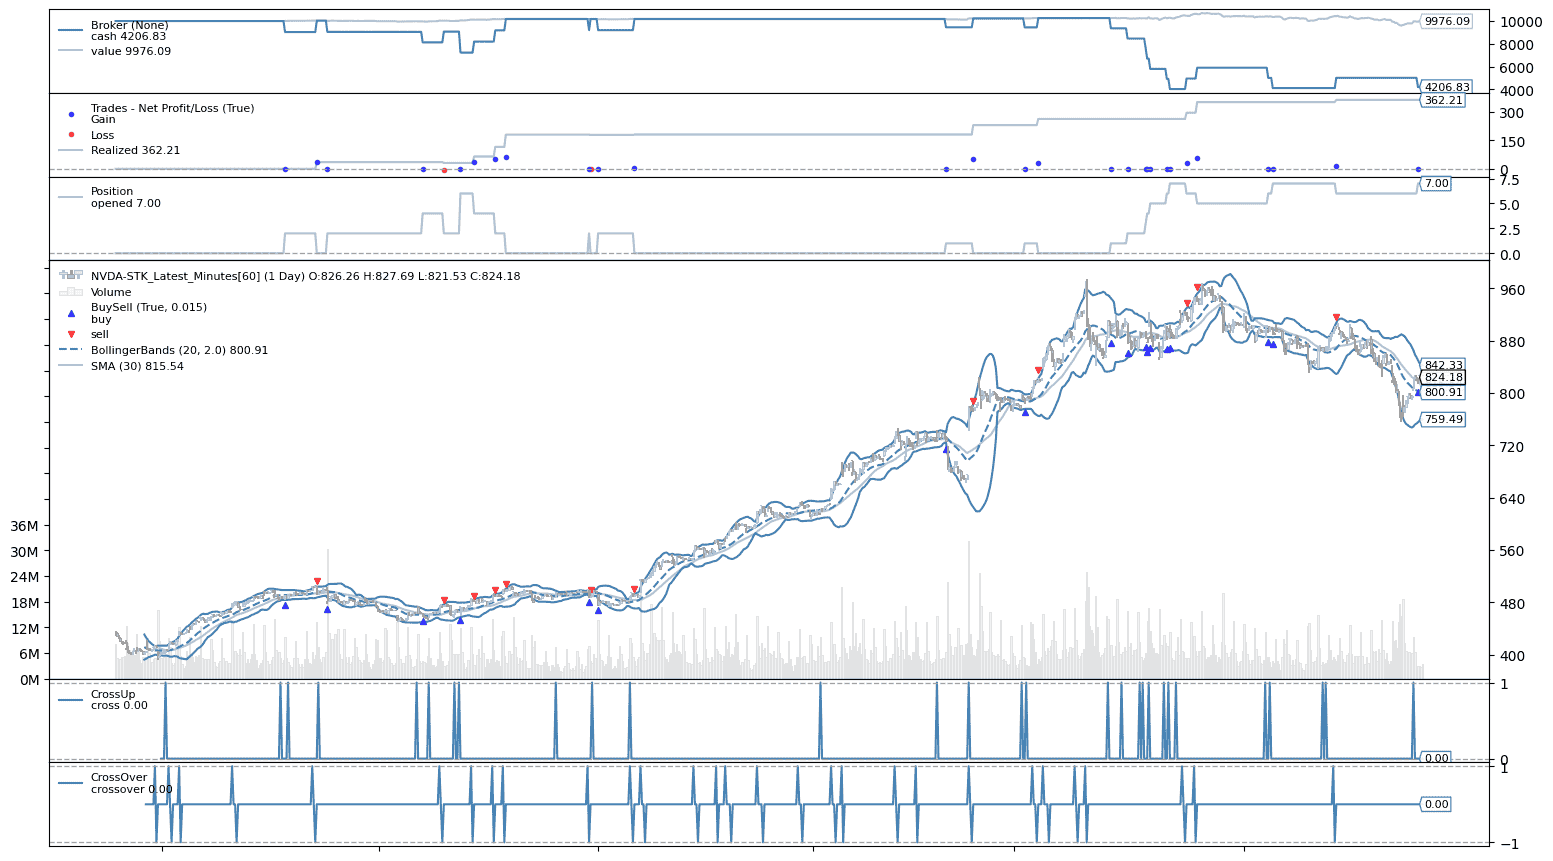 Broker (None)
cash 4206.83
value 9976.09
9976.09
4206.83
10000
8000
6000
4000
Trades - Net Profit/Loss (True)
Gain
Loss
Realized 362.21
362.21
300
150
0
Position
opened 7.00
7.00
7.5
5.0
2.5
0.0
NVDA-STK_Latest_Minutes[60] (1 Day) O:826.26 H:827.69 L:821.53 C:824.18
Volume
BuySell (True, 0.015)
buy
sell
BollingerBands (20, 2.0) 800.91
SMA (30) 815.54
36M
30M
24M
18M
12M
6M
0M
842.33
824.18
800.91
759.49
960
880
800
720
640
560
480
400
CrossUp
cross 0.00
0.00
1
0
CrossOver
crossover 0.00
0.00
1
−1